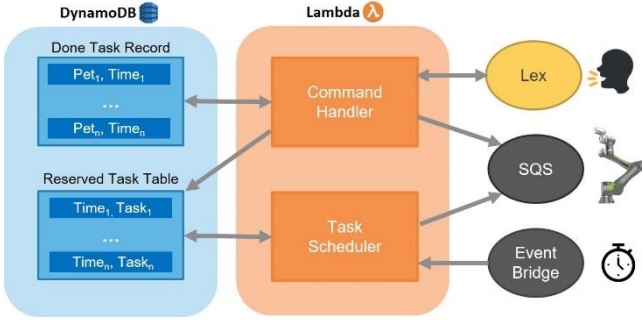 DynamoDB
Lambda
λ
Done Task Record
Pet₁, Time₁
...
Petₙ, Timeₙ
Command
Handler
Lex
SQS
Reserved Task Table
Time₁, Task₁
...
Timeₙ, Taskₙ
Task
Scheduler
Event
Bridge